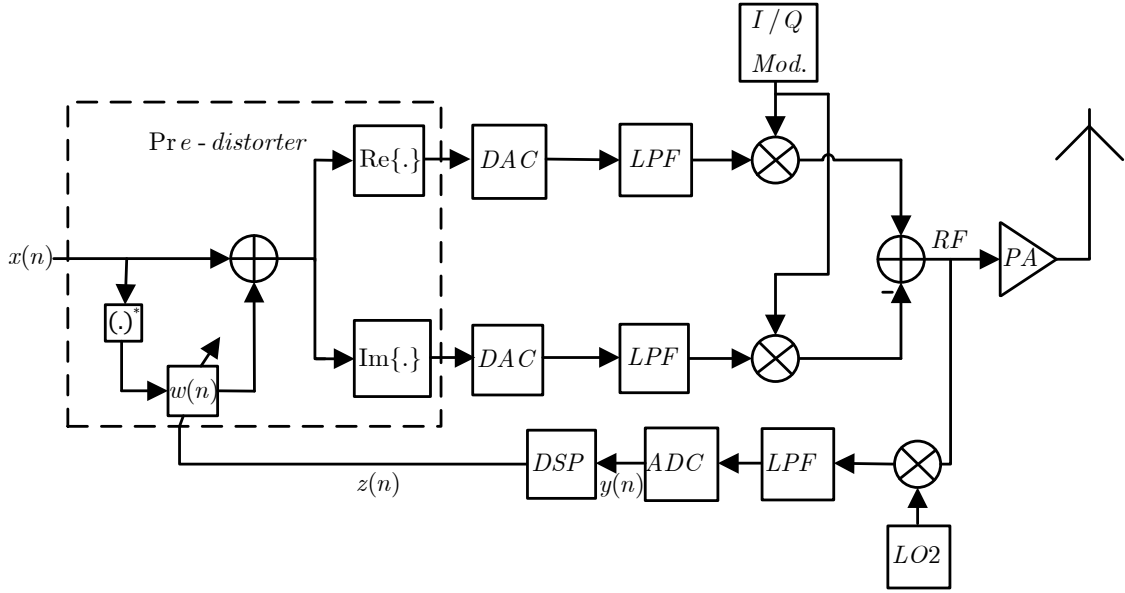 I / Q
Mod.
Pre - distorter
Re{.}
DAC
LPF
x(n)
RF
PA
(.)*
Im{.}
DAC
LPF
-
w(n)
DSP
ADC
LPF
z(n)
y(n)
LO2